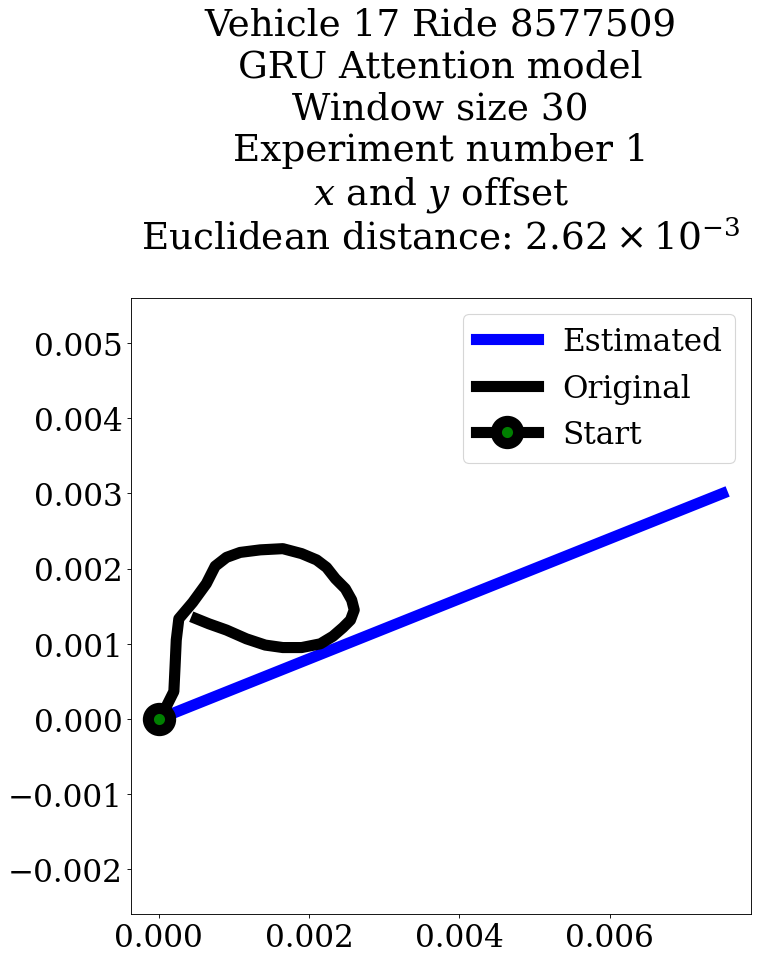 Vehicle 17 Ride 8577509
GRU Attention model
Window size 30
Experiment number 1
x and y offset
Euclidean distance: 2.62 × 10⁻³
Estimated
Original
Start
0.005
0.004
0.003
0.002
0.001
0.000
−0.001
−0.002
0.000 0.002 0.004 0.006